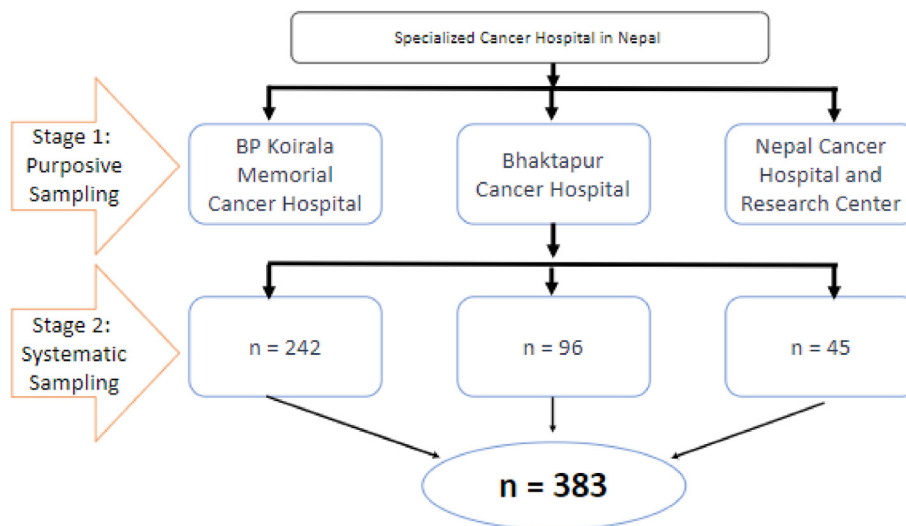 Specialized Cancer Hospital in Nepal
Stage 1:
Purposive
Sampling
BP Koirala
Memorial
Cancer Hospital
Bhaktapur
Cancer Hospital
Nepal Cancer
Hospital and
Research Center
Stage 2:
Systematic
Sampling
n = 242
n = 96
n = 45
n = 383